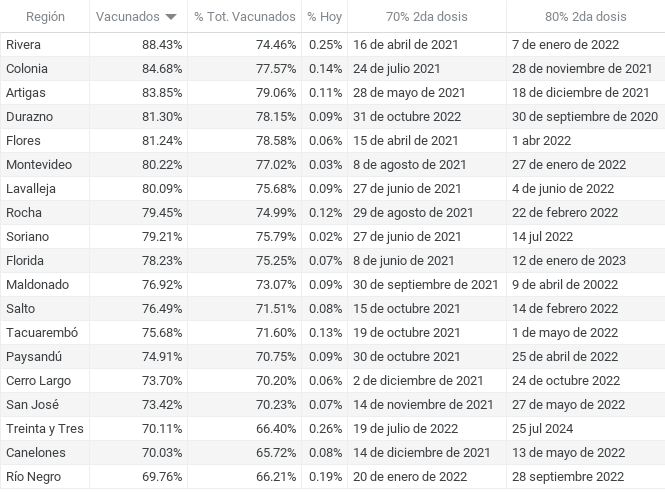 Región Vacunados % Tot. Vacunados % Hoy 70% 2da dosis 80% 2da dosis
Rivera 88.43% 74.46% 0.25% 16 de abril de 2021 7 de enero de 2022
Colonia 84.68% 77.57% 0.14% 24 de julio 2021 28 de noviembre de 2021
Artigas 83.85% 79.06% 0.11% 28 de mayo de 2021 18 de diciembre de 2021
Durazno 81.30% 78.15% 0.09% 31 de octubre 2022 30 de septiembre de 2020
Flores 81.24% 78.58% 0.06% 15 de abril de 2021 1 abr 2022
Montevideo 80.22% 77.02% 0.03% 8 de agosto de 2021 27 de enero de 2022
Lavalleja 80.09% 75.68% 0.09% 27 de junio de 2021 4 de junio de 2022
Rocha 79.45% 74.99% 0.12% 29 de agosto de 2021 22 de febrero 2022
Soriano 79.21% 75.79% 0.02% 27 de junio de 2021 14 jul 2022
Florida 78.23% 75.25% 0.07% 8 de junio de 2021 12 de enero de 2023
Maldonado 76.92% 73.07% 0.09% 30 de septiembre de 2021 9 de abril de 20022
Salto 76.49% 71.51% 0.08% 15 de octubre 2021 14 de febrero 2022
Tacuarembó 75.68% 71.60% 0.13% 19 de octubre 2021 1 de mayo de 2022
Paysandú 74.91% 70.75% 0.09% 30 de octubre 2021 25 de abril de 2022
Cerro Largo 73.70% 70.20% 0.06% 2 de diciembre de 2021 24 de octubre 2022
San José 73.42% 70.23% 0.07% 14 de noviembre de 2021 27 de mayo de 2022
Treinta y Tres 70.11% 66.40% 0.26% 19 de julio de 2022 25 jul 2024
Canelones 70.03% 65.72% 0.08% 14 de diciembre de 2021 13 de mayo de 2022
Río Negro 69.76% 66.21% 0.19% 20 de enero de 2022 28 septiembre 2022